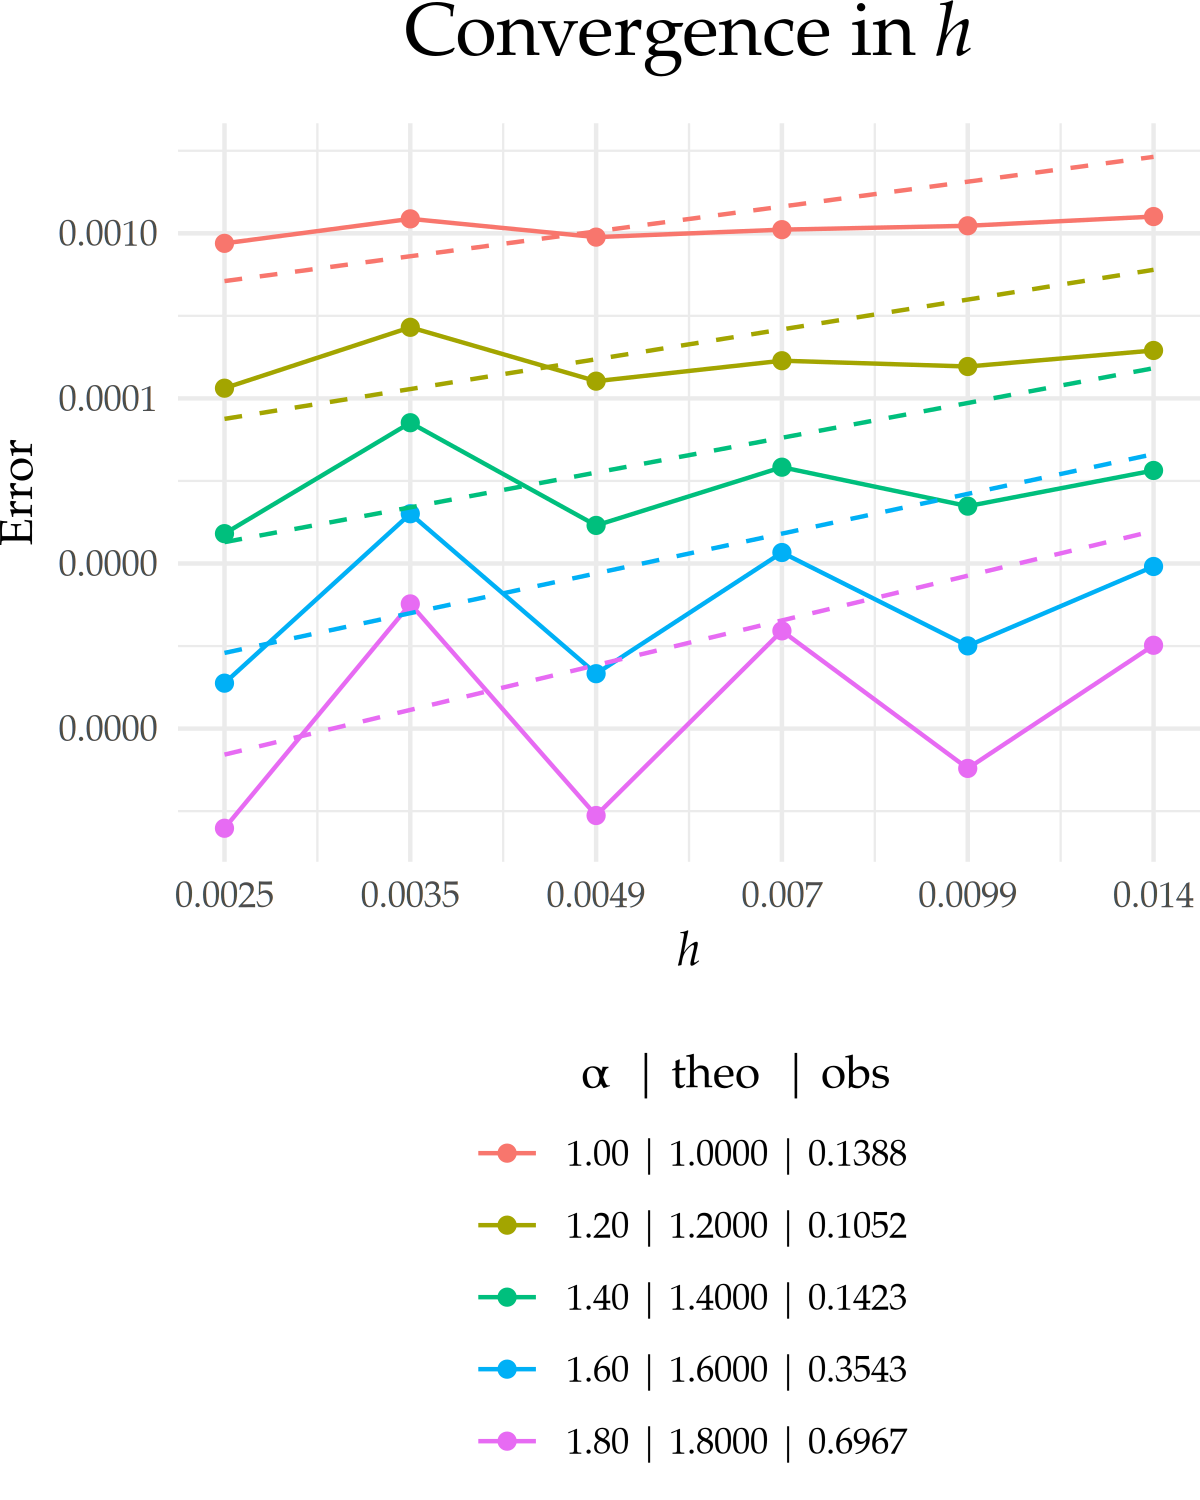 Convergence in h
0.0010
0.0001
0.0000
0.0000
Error
0.0025 0.0035 0.0049 0.007 0.0099 0.014
h
α | theo | obs
1.00 | 1.0000 | 0.1388
1.20 | 1.2000 | 0.1052
1.40 | 1.4000 | 0.1423
1.60 | 1.6000 | 0.3543
1.80 | 1.8000 | 0.6967